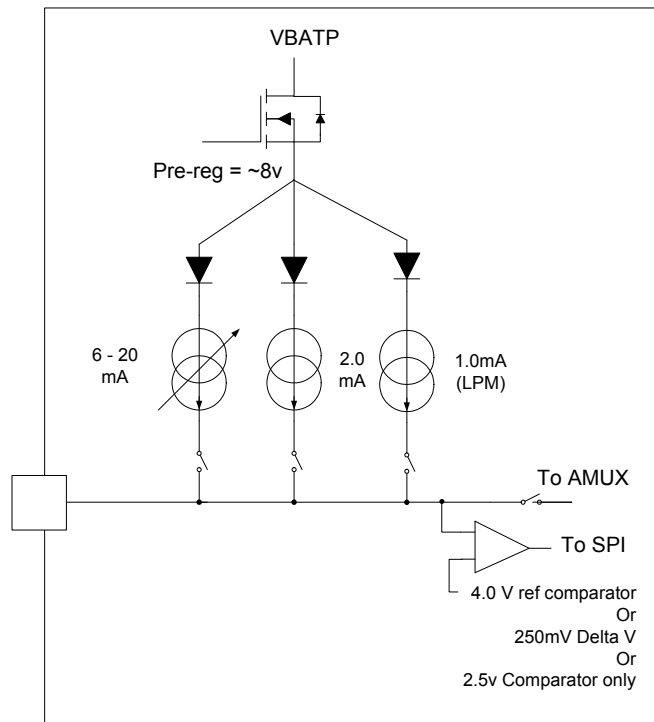 VBATP
Pre-reg = ~8v
6 - 20
mA
2.0
mA
1.0mA
(LPM)
To AMUX
To SPI
4.0 V ref comparator
Or
250mV Delta V
Or
2.5v Comparator only